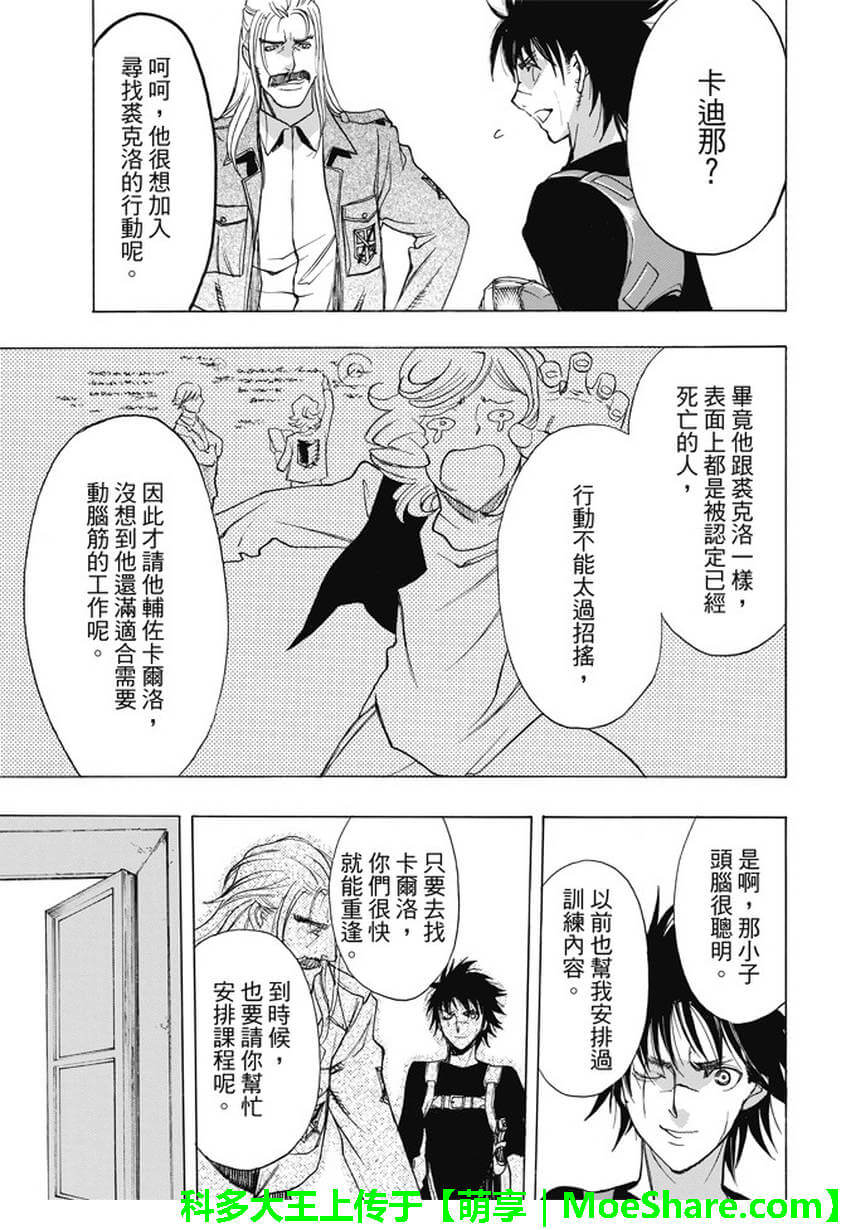 卡迪那？
呵呵，他很想加入
尋找裘克洛的行動呢。
畢竟他跟裘克洛一樣，
表面上都是被認定已經
死亡的人，
行動不能太過招搖，
因此才請他輔佐卡爾洛，
沒想到他還滿適合需要
動腦筋的工作呢。
是啊，那小子
頭腦很聰明。
以前也幫我安排過
訓練內容。
只要去找
卡爾洛，
你們很快
就能重逢。
到時候，
也要請你幫忙
安排課程呢。
科多大王上传于【萌享｜MoeShare.com】